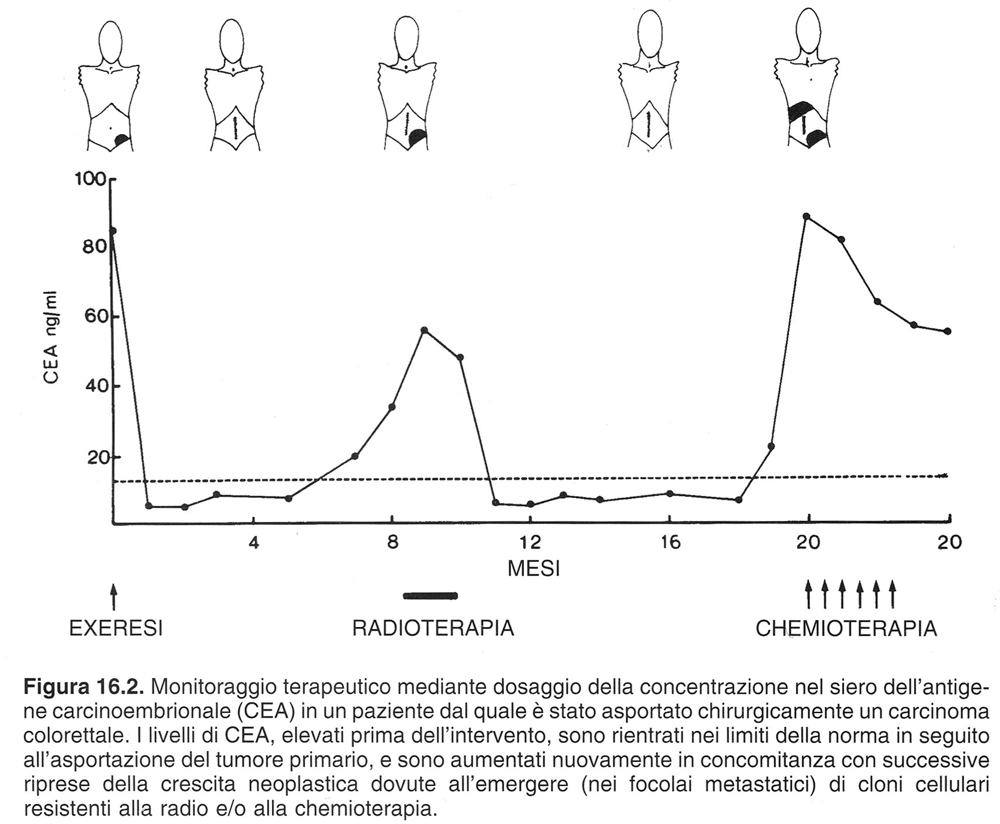 100
80
60
40
20
CEA ng/ml
4 8 12 16 20 20
MESI
EXERESI RADIOTERAPIA CHEMIOTERAPIA
Figura 16.2. Monitoraggio terapeutico mediante dosaggio della concentrazione nel siero dell'antige-
ne carcinoembrionale (CEA) in un paziente dal quale è stato asportato chirurgicamente un carcinoma
colorettale. I livelli di CEA, elevati prima dell'intervento, sono rientrati nei limiti della norma in seguito
all'asportazione del tumore primario, e sono aumentati nuovamente in concomitanza con successive
riprese della crescita neoplastica dovute all'emergere (nei focolai metastatici) di cloni cellulari
resistenti alla radio e/o alla chemioterapia.